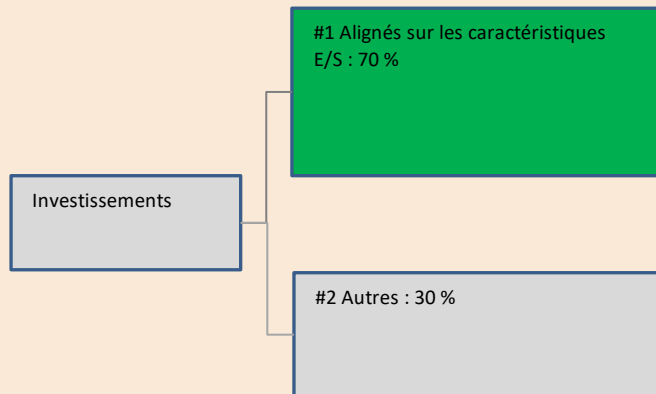 #1 Alignés sur les caractéristiques
E/S : 70 %
Investissements
#2 Autres : 30 %